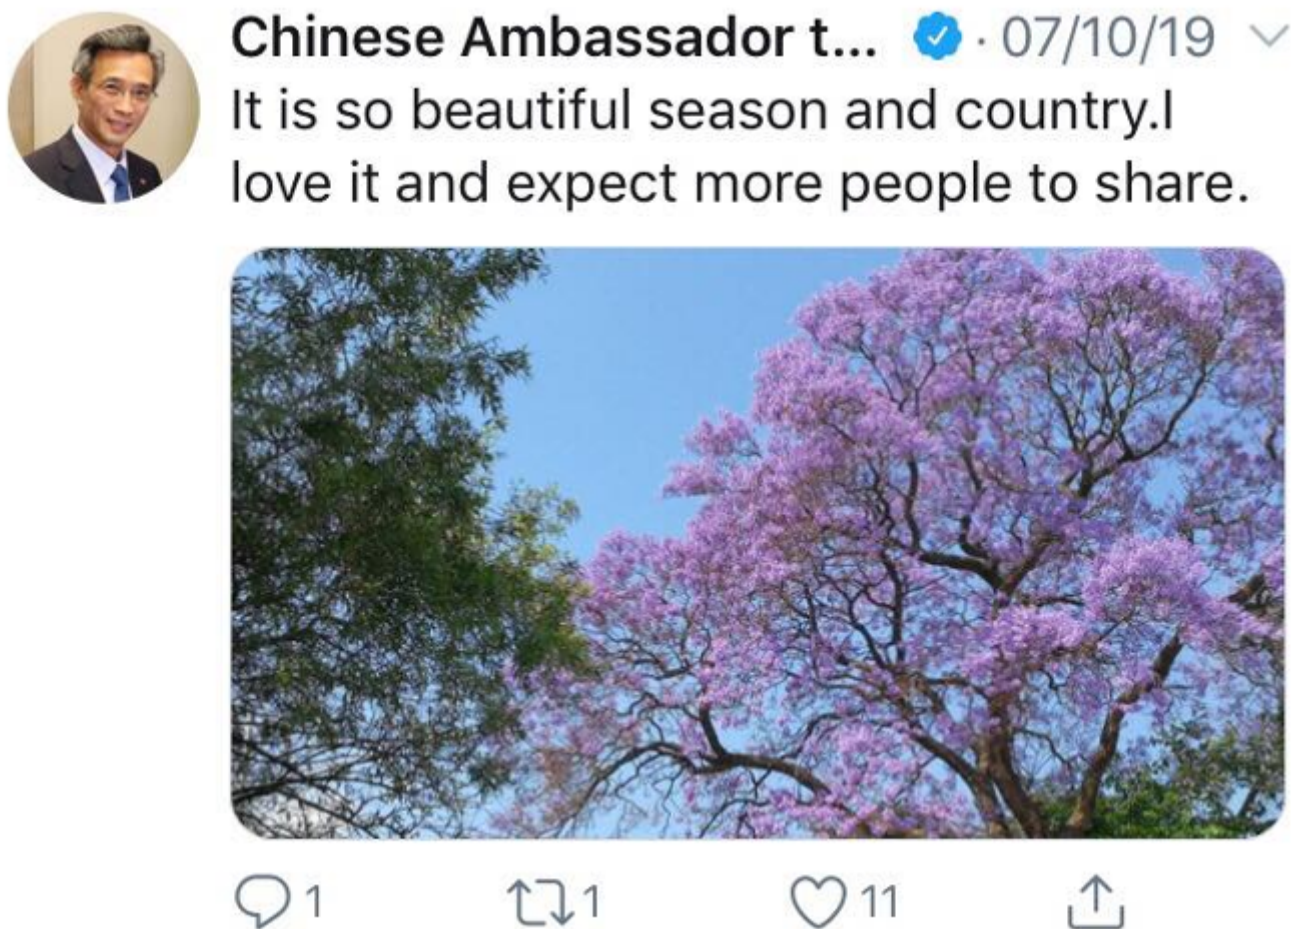 Chinese Ambassador t... · 07/10/19
It is so beautiful season and country.I
love it and expect more people to share.
1 1 11